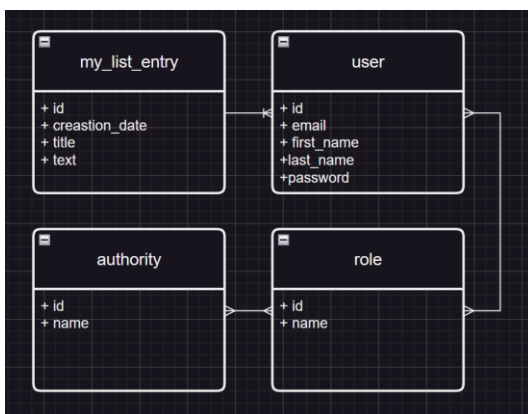 my_list_entry
+ id
+ creastion_date
+ title
+ text
user
+ id
+ email
+ first_name
+last_name
+password
authority
+ id
+ name
role
+ id
+ name